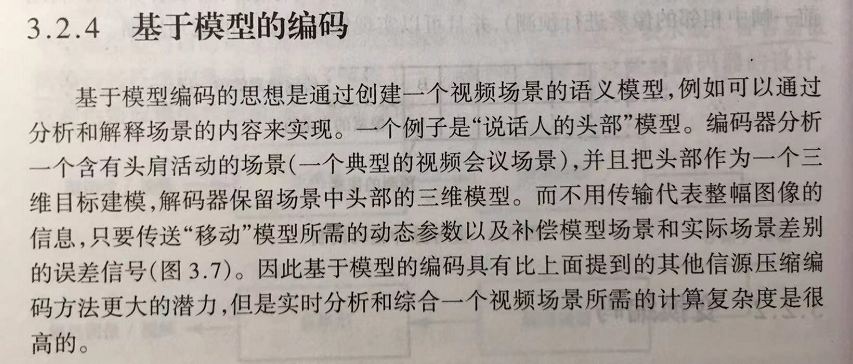 3.2.4 基于模型的编码
基于模型编码的思想是通过创建一个视频场景的语义模型,例如可以通过
分析和解释场景的内容来实现。一个例子是“说话人的头部”模型。编码器分析
一个含有头肩活动的场景(一个典型的视频会议场景),并且把头部作为一个三
维目标建模,解码器保留场景中头部的三维模型。而不用传输代表整幅图像的
信息,只要传送“移动”模型所需的动态参数以及补偿模型场景和实际场景差别
的误差信号(图 3.7)。因此基于模型的编码具有比上面提到的其他信源压缩编
码方法更大的潜力,但是实时分析和综合一个视频场景所需的计算复杂度是很
高的。